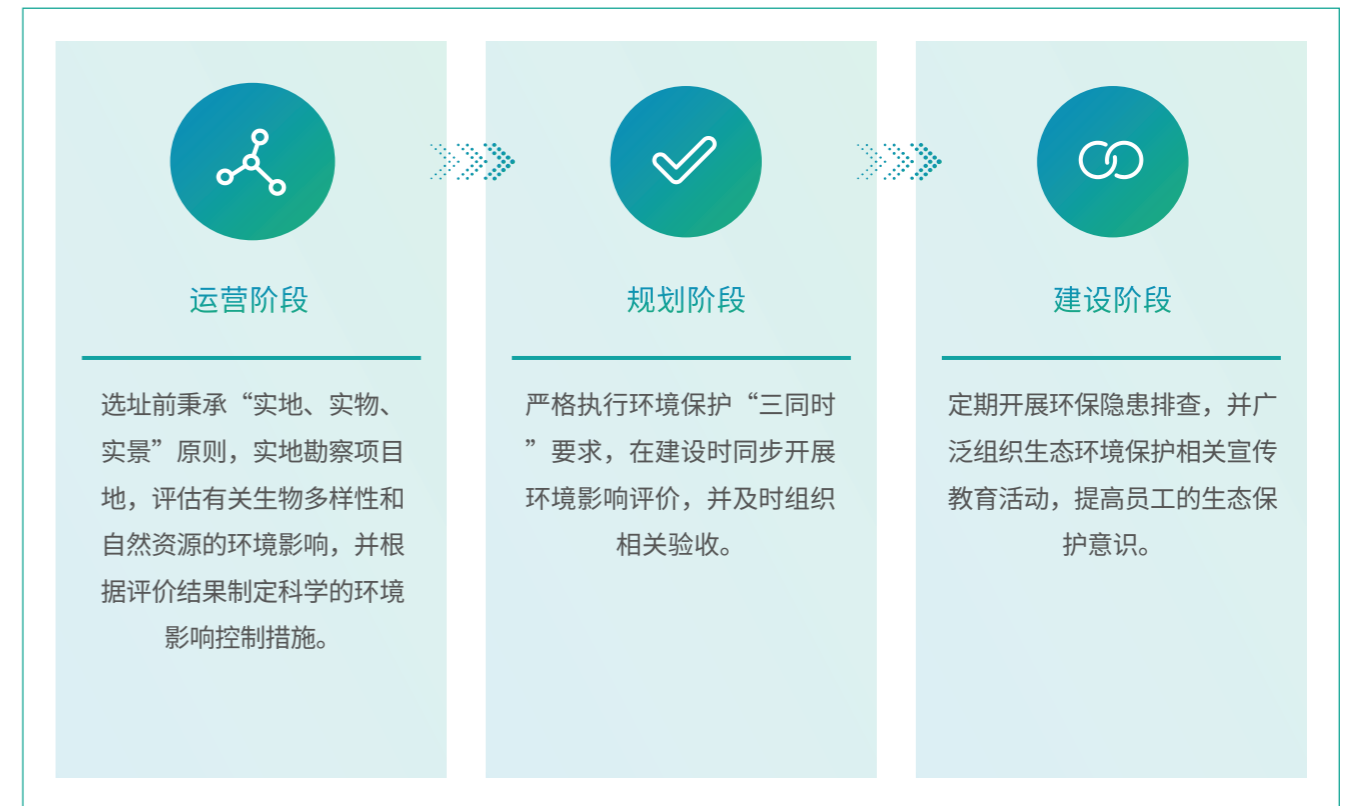 运营阶段
选址前秉承“实地、实物、
实景”原则，实地勘察项目
地，评估有关生物多样性和
自然资源的环境影响，并根
据评价结果制定科学的环境
影响控制措施。
规划阶段
严格执行环境保护“三同时
”要求，在建设时同步开展
环境影响评价，并及时组织
相关验收。
建设阶段
定期开展环保隐患排查，并广
泛组织生态环境保护相关宣传
教育活动，提高员工的生态保
护意识。